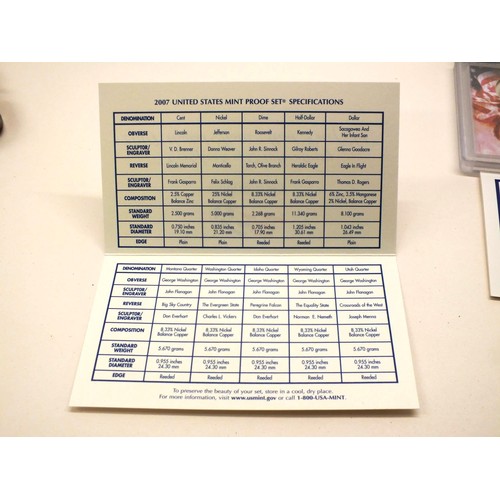 2007 UNITED STATES MINT PROOF SET® SPECIFICATIONS
DENOMINATION Cent Nickel Dime Half-Dollar Dollar
OBVERSE Lincoln Jefferson Roosevelt Kennedy Sacagawea And
Her Infant Son
SCULPTOR/
ENGRAVER V. D. Brenner Donna Weaver John R. Sinnock Gilroy Roberts Glenna Goodacre
REVERSE Lincoln Memorial Monticello Torch, Olive Branch Heraldic Eagle Eagle In Flight
SCULPTOR/
ENGRAVER Frank Gasparro Felix Schlag John R. Sinnock Frank Gasparro Thomas D. Rogers
COMPOSITION 2.5% Copper 25% Nickel 8.33% Nickel 8.33% Nickel 6% Zinc, 3.5% Manganese
Balance Zinc Balance Copper Balance Copper Balance Copper 2% Nickel, Balance Copper
STANDARD
WEIGHT 2.500 grams 5.000 grams 2.268 grams 11.340 grams 8.100 grams
STANDARD 0.750 inches 0.835 inches 0.705 inches 1.205 inches 1.043 inches
DIAMETER 19.10 mm 21.20 mm 17.90 mm 30.61 mm 26.49 mm
EDGE Plain Plain Reeded Reeded Plain
DENOMINATION Montana Quarter Washington Quarter Idaho Quarter Wyoming Quarter Utah Quarter
OBVERSE George Washington George Washington George Washington George Washington George Washington
SCULPTOR/
ENGRAVER John Flanagan John Flanagan John Flanagan John Flanagan John Flanagan
REVERSE Big Sky Country The Evergreen State Peregrine Falcon The Equality State Crossroads of the West
SCULPTOR/
ENGRAVER Don Everhart Charles L. Vickers Don Everhart Norman E. Nemeth Joseph Menna
COMPOSITION 8.33% Nickel 8.33% Nickel 8.33% Nickel 8.33% Nickel 8.33% Nickel
Balance Copper Balance Copper Balance Copper Balance Copper Balance Copper
STANDARD
WEIGHT 5.670 grams 5.670 grams 5.670 grams 5.670 grams 5.670 grams
STANDARD 0.955 inches 0.955 inches 0.955 inches 0.955 inches 0.955 inches
DIAMETER 24.30 mm 24.30 mm 24.30 mm 24.30 mm 24.30 mm
EDGE Reeded Reeded Reeded Reeded Reeded
To preserve the beauty of your set, store in a cool, dry place.
For more information, visit www.usmint.gov or call 1-800-USA-MINT.